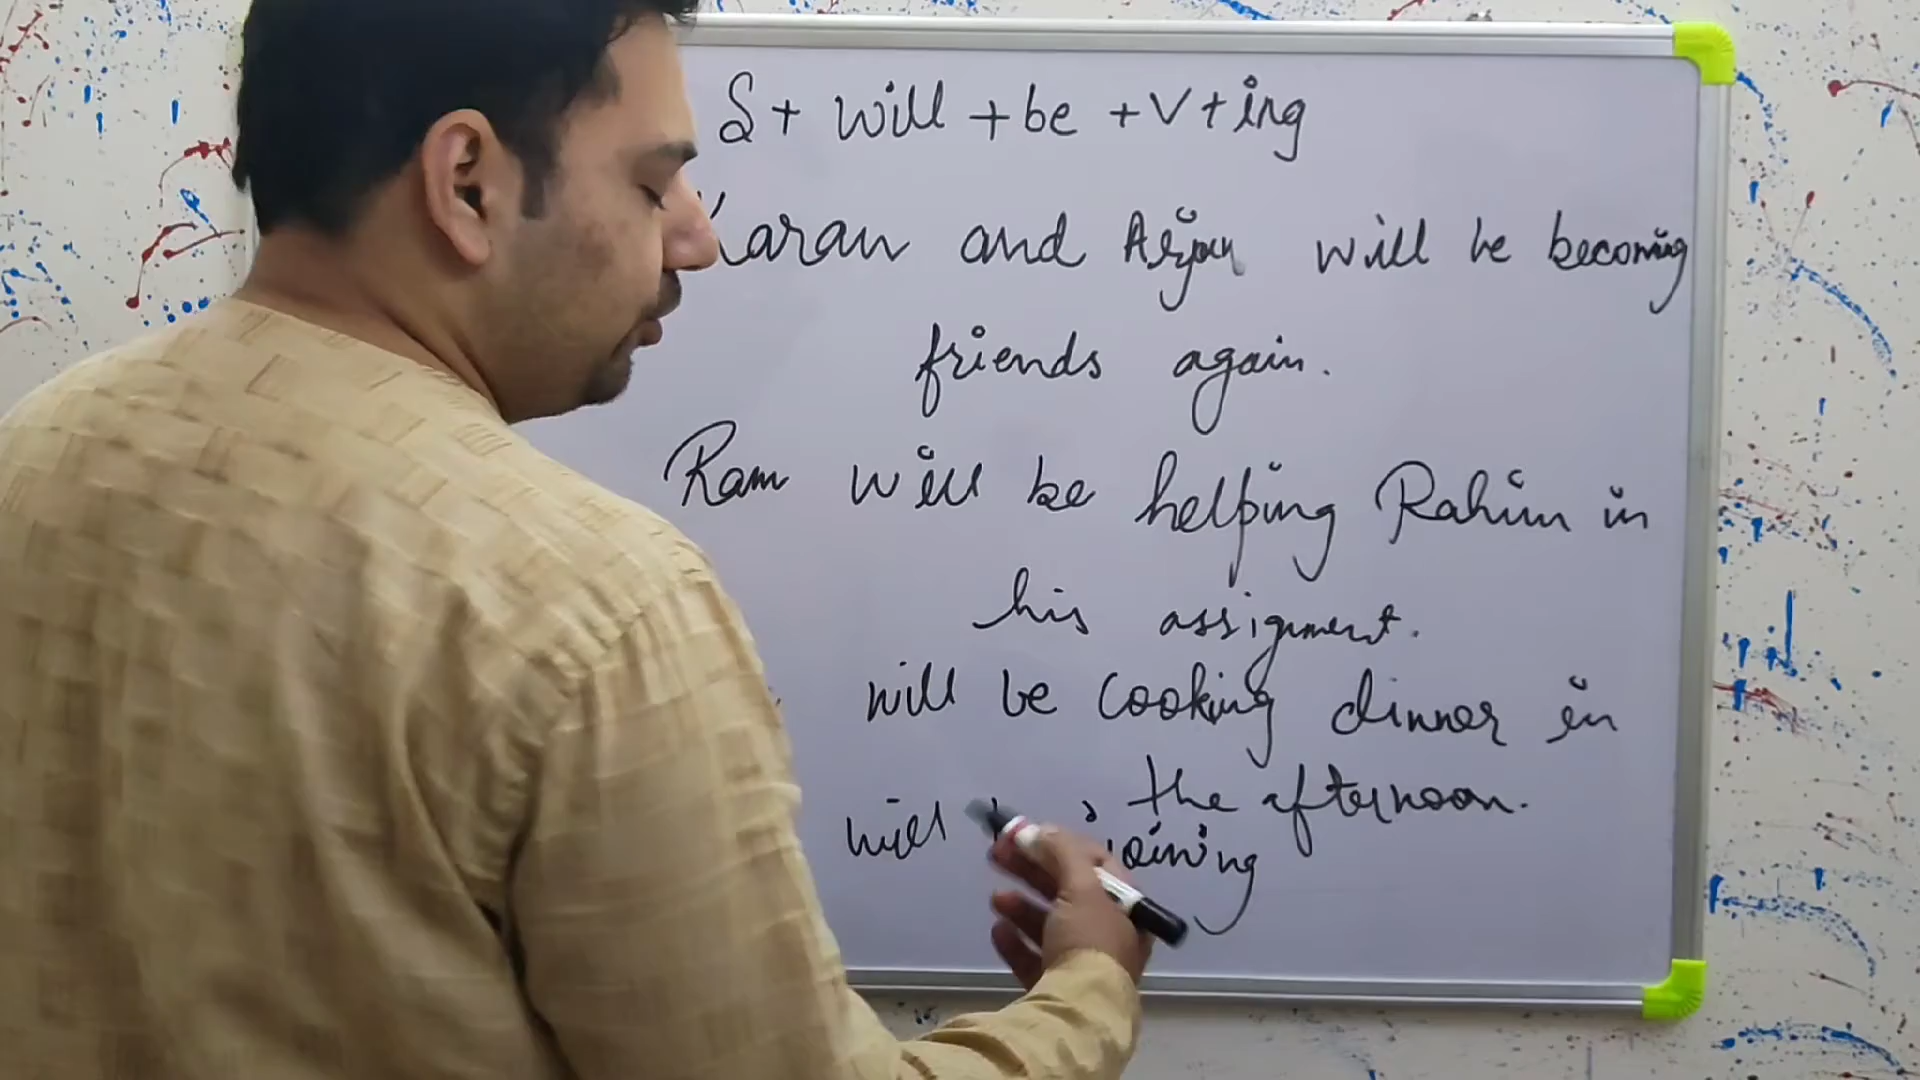 S + will + be + V + ing
Karan and Arjun will be becoming
friends again.
Ram will be helping Rahim in
his assignment.
will be cooking dinner in
the afternoon.
will joining